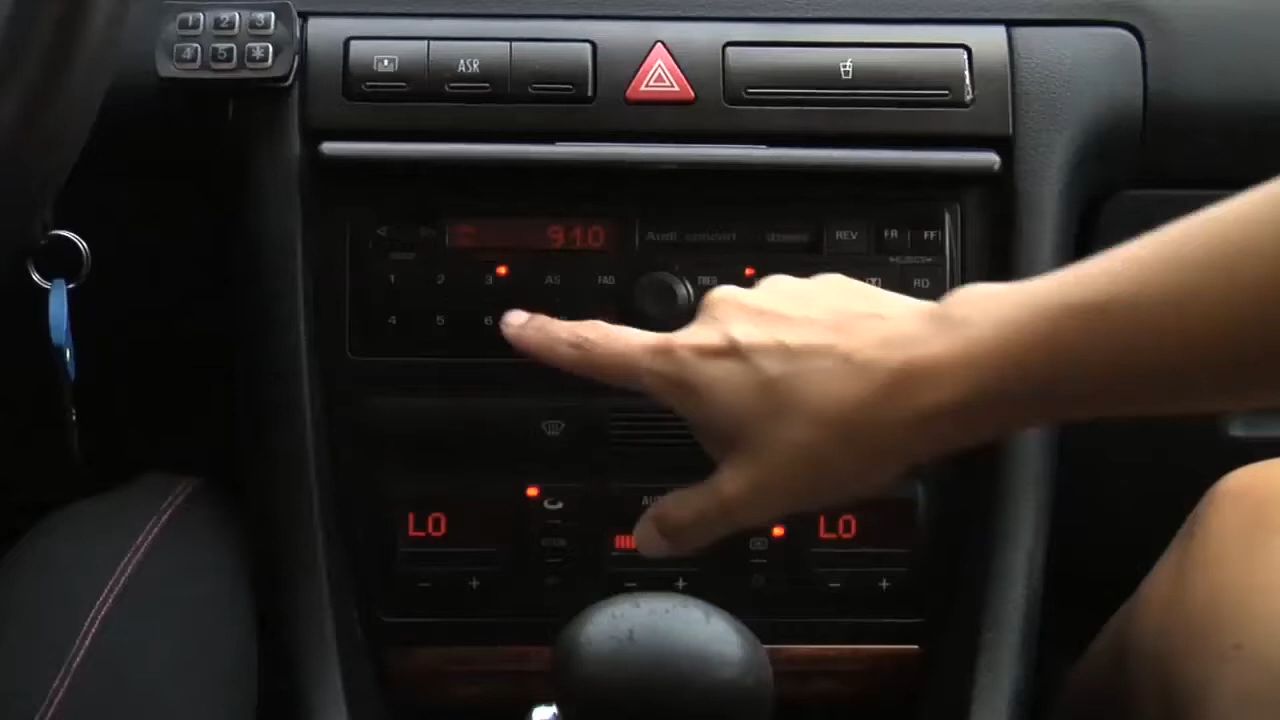 1 2 3
4 5 *
ASR
910
Audi REV FR FF
1 2 3 AS FAD RD
4 5 6
LO LO
− + − + − +